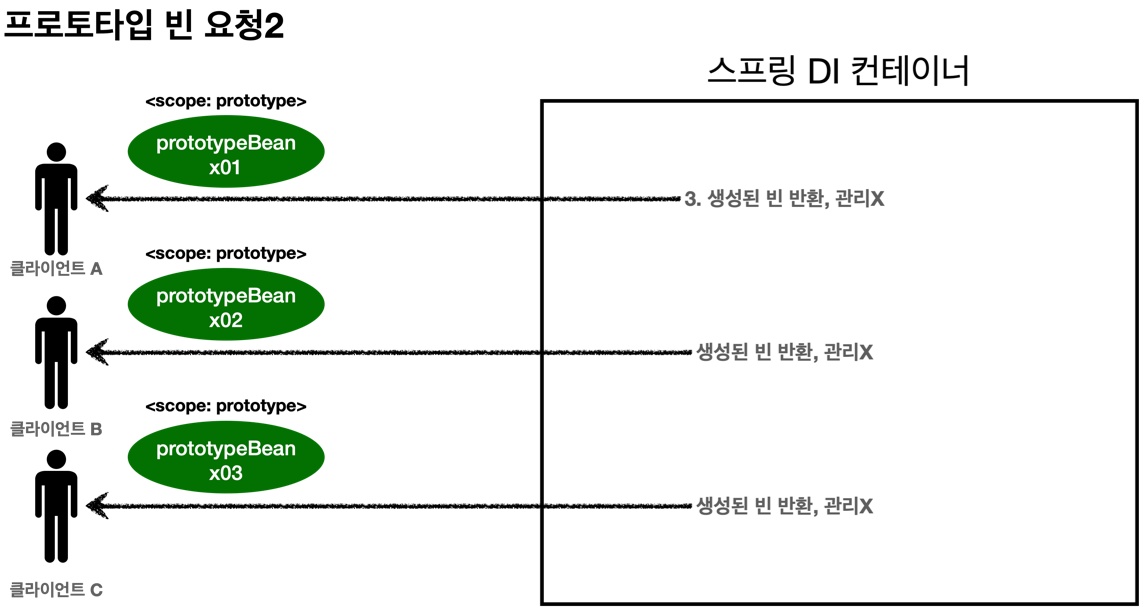 프로토타입 빈 요청2
스프링 DI 컨테이너
<scope: prototype>
prototypeBean
x01
3. 생성된 빈 반환, 관리X
클라이언트 A
<scope: prototype>
prototypeBean
x02
생성된 빈 반환, 관리X
클라이언트 B
<scope: prototype>
prototypeBean
x03
생성된 빈 반환, 관리X
클라이언트 C